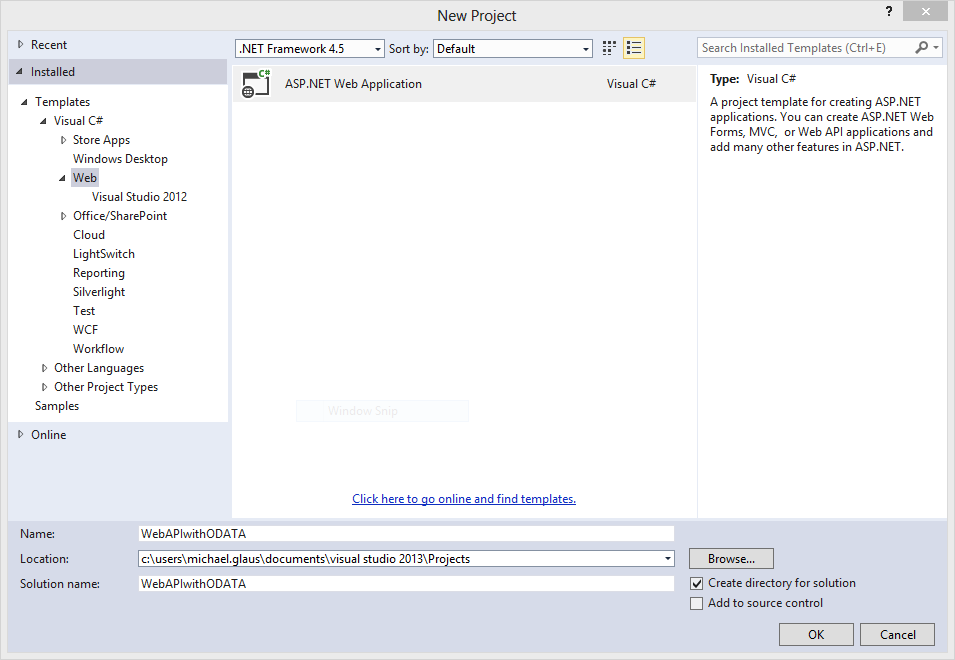 New Project
?
Recent
.NET Framework 4.5
Sort by:
Default
Search Installed Templates (Ctrl+E)
Installed
Templates
Visual C#
Store Apps
Windows Desktop
Web
Visual Studio 2012
Office/SharePoint
Cloud
LightSwitch
Reporting
Silverlight
Test
WCF
Workflow
Other Languages
Other Project Types
Samples
Online
C#
ASP.NET Web Application
Visual C#
Window Snip
Click here to go online and find templates.
Type: Visual C#
A project template for creating ASP.NET
applications. You can create ASP.NET Web
Forms, MVC, or Web API applications and
add many other features in ASP.NET.
Name:
WebAPIwithODATA
Location:
c:\users\michael.glaus\documents\visual studio 2013\Projects
Browse...
Solution name:
WebAPIwithODATA
Create directory for solution
Add to source control
OK
Cancel